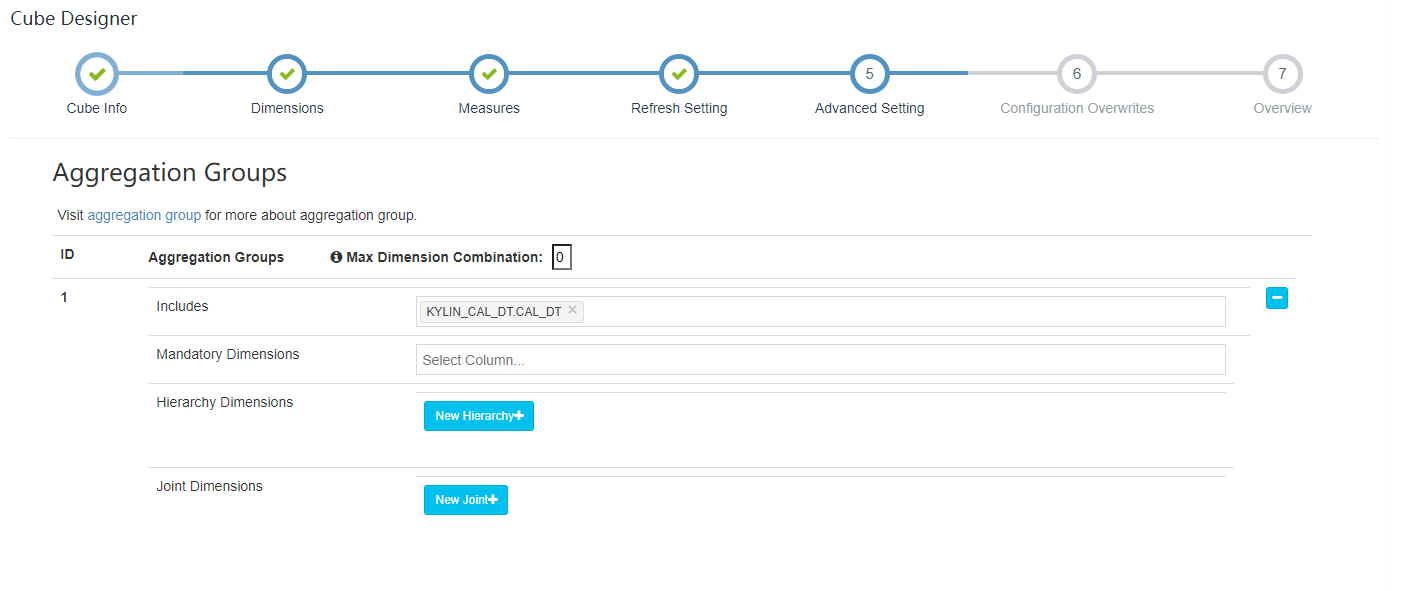 Cube Designer
5 6 7
Cube Info Dimensions Measures Refresh Setting Advanced Setting Configuration Overwrites Overview
Aggregation Groups
Visit aggregation group for more about aggregation group.
ID Aggregation Groups Max Dimension Combination: 0
1 Includes KYLIN_CAL_DT.CAL_DT
Mandatory Dimensions Select Column...
Hierarchy Dimensions
New Hierarchy
Joint Dimensions
New Joint